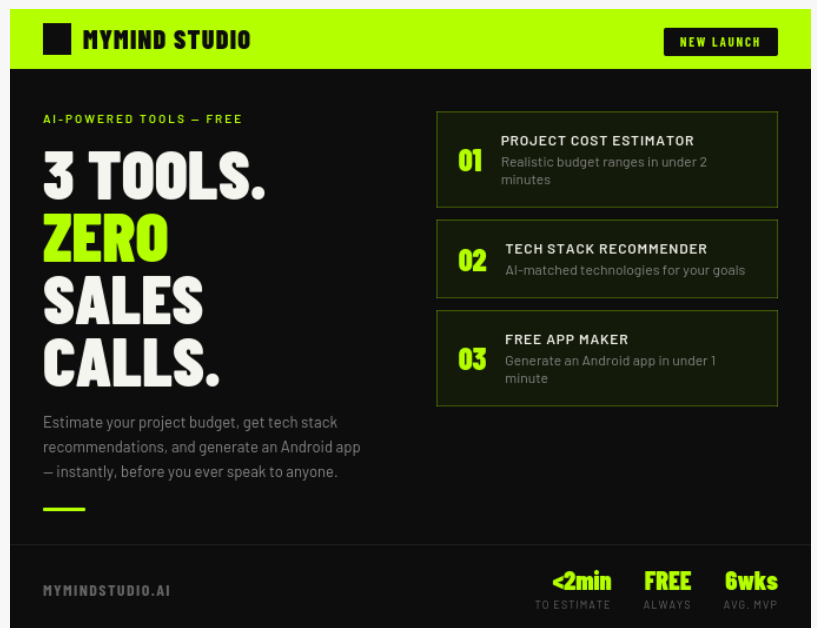 MYMIND STUDIO
NEW LAUNCH
AI-POWERED TOOLS — FREE
3 TOOLS.
ZERO
SALES
CALLS.
Estimate your project budget, get tech stack
recommendations, and generate an Android app
— instantly, before you ever speak to anyone.
01
PROJECT COST ESTIMATOR
Realistic budget ranges in under 2
minutes
02
TECH STACK RECOMMENDER
AI-matched technologies for your goals
03
FREE APP MAKER
Generate an Android app in under 1
minute
MYMINDSTUDIO.AI
<2min
TO ESTIMATE
FREE
ALWAYS
6wks
AVG. MVP